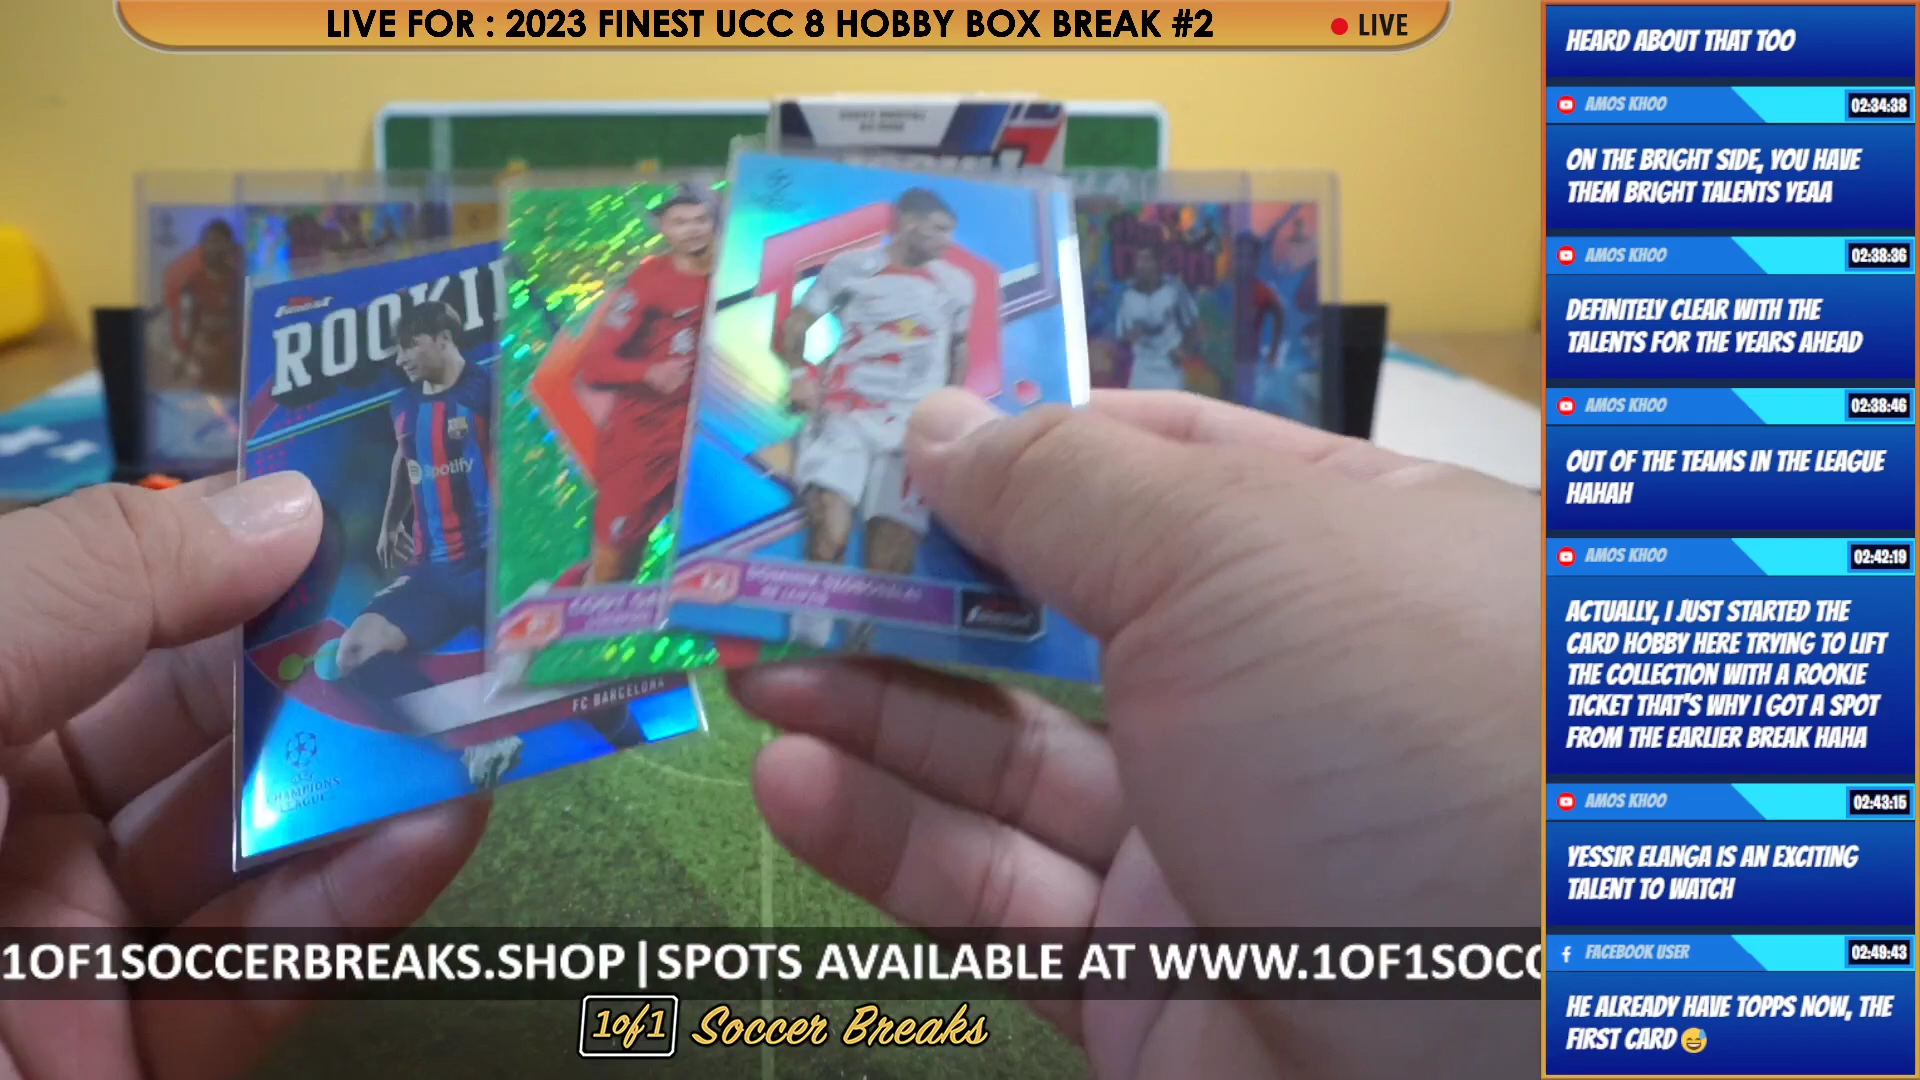 LIVE FOR : 2023 FINEST UCC 8 HOBBY BOX BREAK #2
LIVE
HEARD ABOUT THAT TOO
AMOS KHOO
02:34:38
ON THE BRIGHT SIDE, YOU HAVE
THEM BRIGHT TALENTS YEAA
AMOS KHOO
02:38:36
DEFINITELY CLEAR WITH THE
TALENTS FOR THE YEARS AHEAD
AMOS KHOO
02:38:46
OUT OF THE TEAMS IN THE LEAGUE
HAHAH
AMOS KHOO
02:42:19
ACTUALLY, I JUST STARTED THE
CARD HOBBY HERE TRYING TO LIFT
THE COLLECTION WITH A ROOKIE
TICKET THAT'S WHY I GOT A SPOT
FROM THE EARLIER BREAK HAHA
AMOS KHOO
02:43:15
YESSIR ELANGA IS AN EXCITING
TALENT TO WATCH
FACEBOOK USER
02:49:43
HE ALREADY HAVE TOPPS NOW, THE
FIRST CARD 😅
FINEST
ROOKI
Spotify
FC BARCELONA
CHAMPIONS
LEAGUE
1OF1SOCCERBREAKS.SHOP | SPOTS AVAILABLE AT WWW.1OF1SOCC
1of1 Soccer Breaks